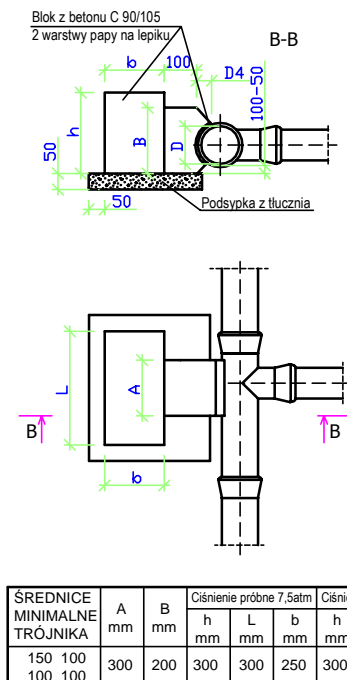 Blok z betonu C 90/105
2 warstwy papy na lepiku
B-B
b
100
D4
100-50
h
B
D
50
50
Podsypka z tłucznia
L
A
B
B
b
ŚREDNICE MINIMALNE TRÓJNIKA
A mm
B mm
Ciśnienie próbne 7,5atm
h mm
L mm
b mm
h mm
150 100
100 100
300
200
300
300
250
300